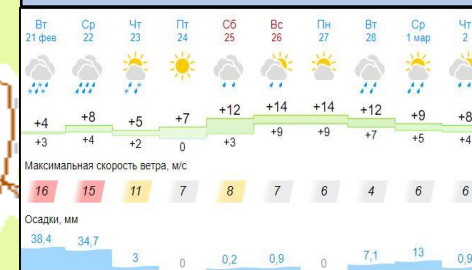 Вт Ср Чт Пт Сб Вс Пн Вт Ср Чт
21 фев 22 23 24 25 26 27 28 1 мар 2
+4 +8 +5 +7 +12 +14 +14 +12 +9 +8
+3 +4 +2 0 +3 +9 +9 +7 +5 +4
Максимальная скорость ветра, м/с
16 15 11 7 8 7 6 4 6 6
Осадки, мм
38,4 34,7 3 0 0,2 0,9 0 7,1 13 0,9